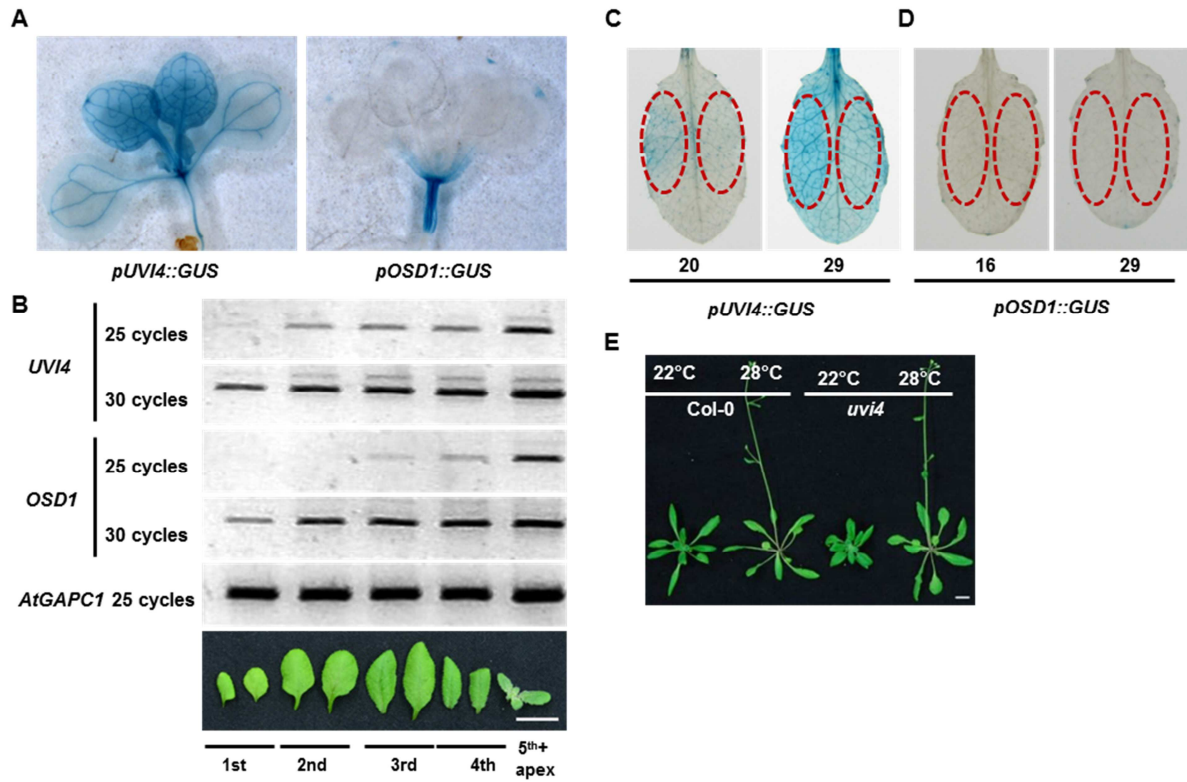 A
pUVI4::GUS
pOSD1::GUS
B
UVI4
25 cycles
30 cycles
OSD1
25 cycles
30 cycles
AtGAPC1 25 cycles
1st
2nd
3rd
4th
5th+
apex
C
20
29
pUVI4::GUS
D
16
29
pOSD1::GUS
E
22°C
28°C
22°C
28°C
Col-0
uvi4